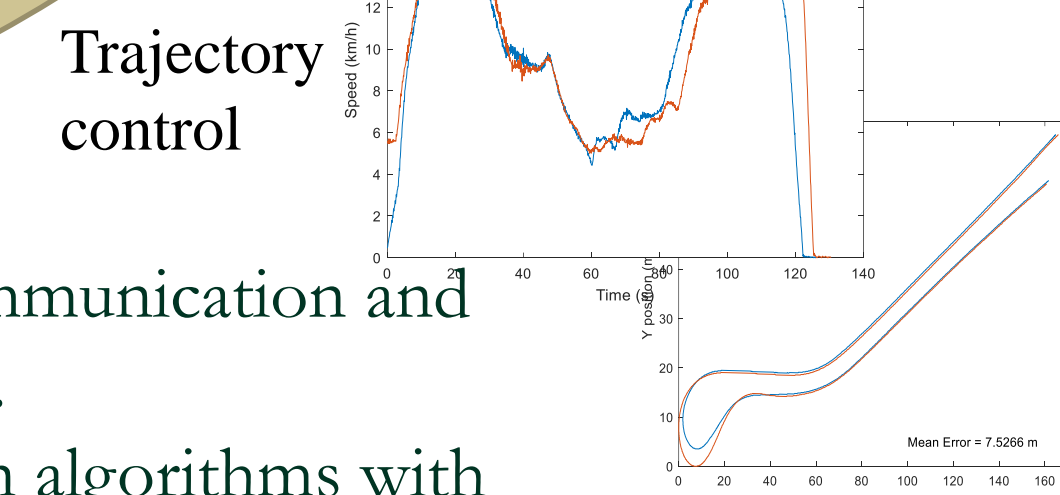 Trajectory
control
Speed (km/h)
12
10
8
6
4
2
0
0 20 40 60 80 100 120 140
Time (s)
mmunication and
algorithms with
Y position (m
40
30
20
10
0
Mean Error = 7.5266 m
0 20 40 60 80 100 120 140 160